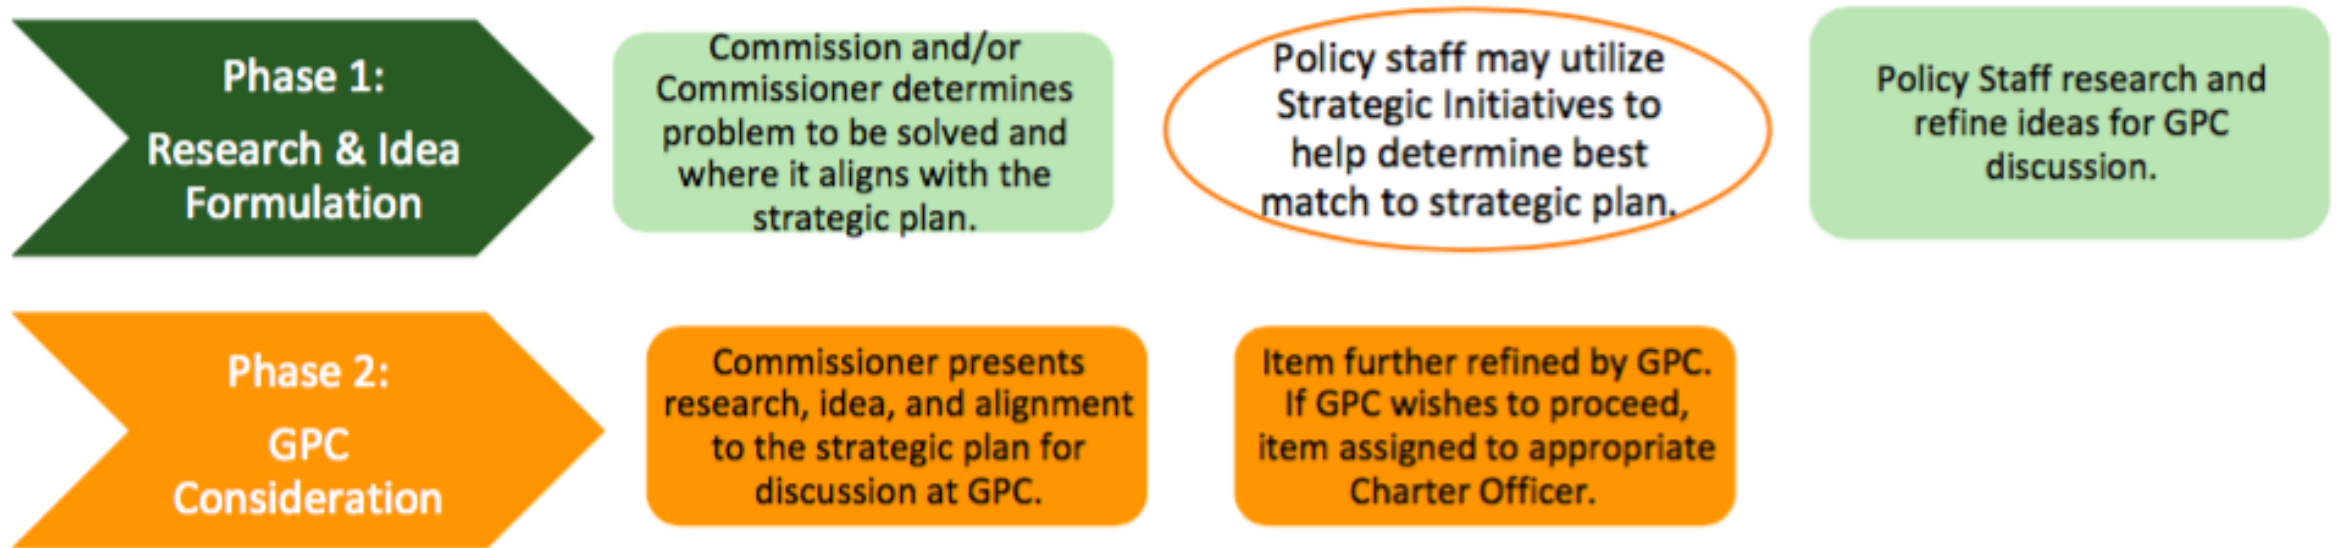 Phase 1:
Research & Idea
Formulation
Commission and/or
Commissioner determines
problem to be solved and
where it aligns with the
strategic plan.
Policy staff may utilize
Strategic Initiatives to
help determine best
match to strategic plan.
Policy Staff research and
refine ideas for GPC
discussion.
Phase 2:
GPC
Consideration
Commissioner presents
research, idea, and alignment
to the strategic plan for
discussion at GPC.
Item further refined by GPC.
If GPC wishes to proceed,
item assigned to appropriate
Charter Officer.